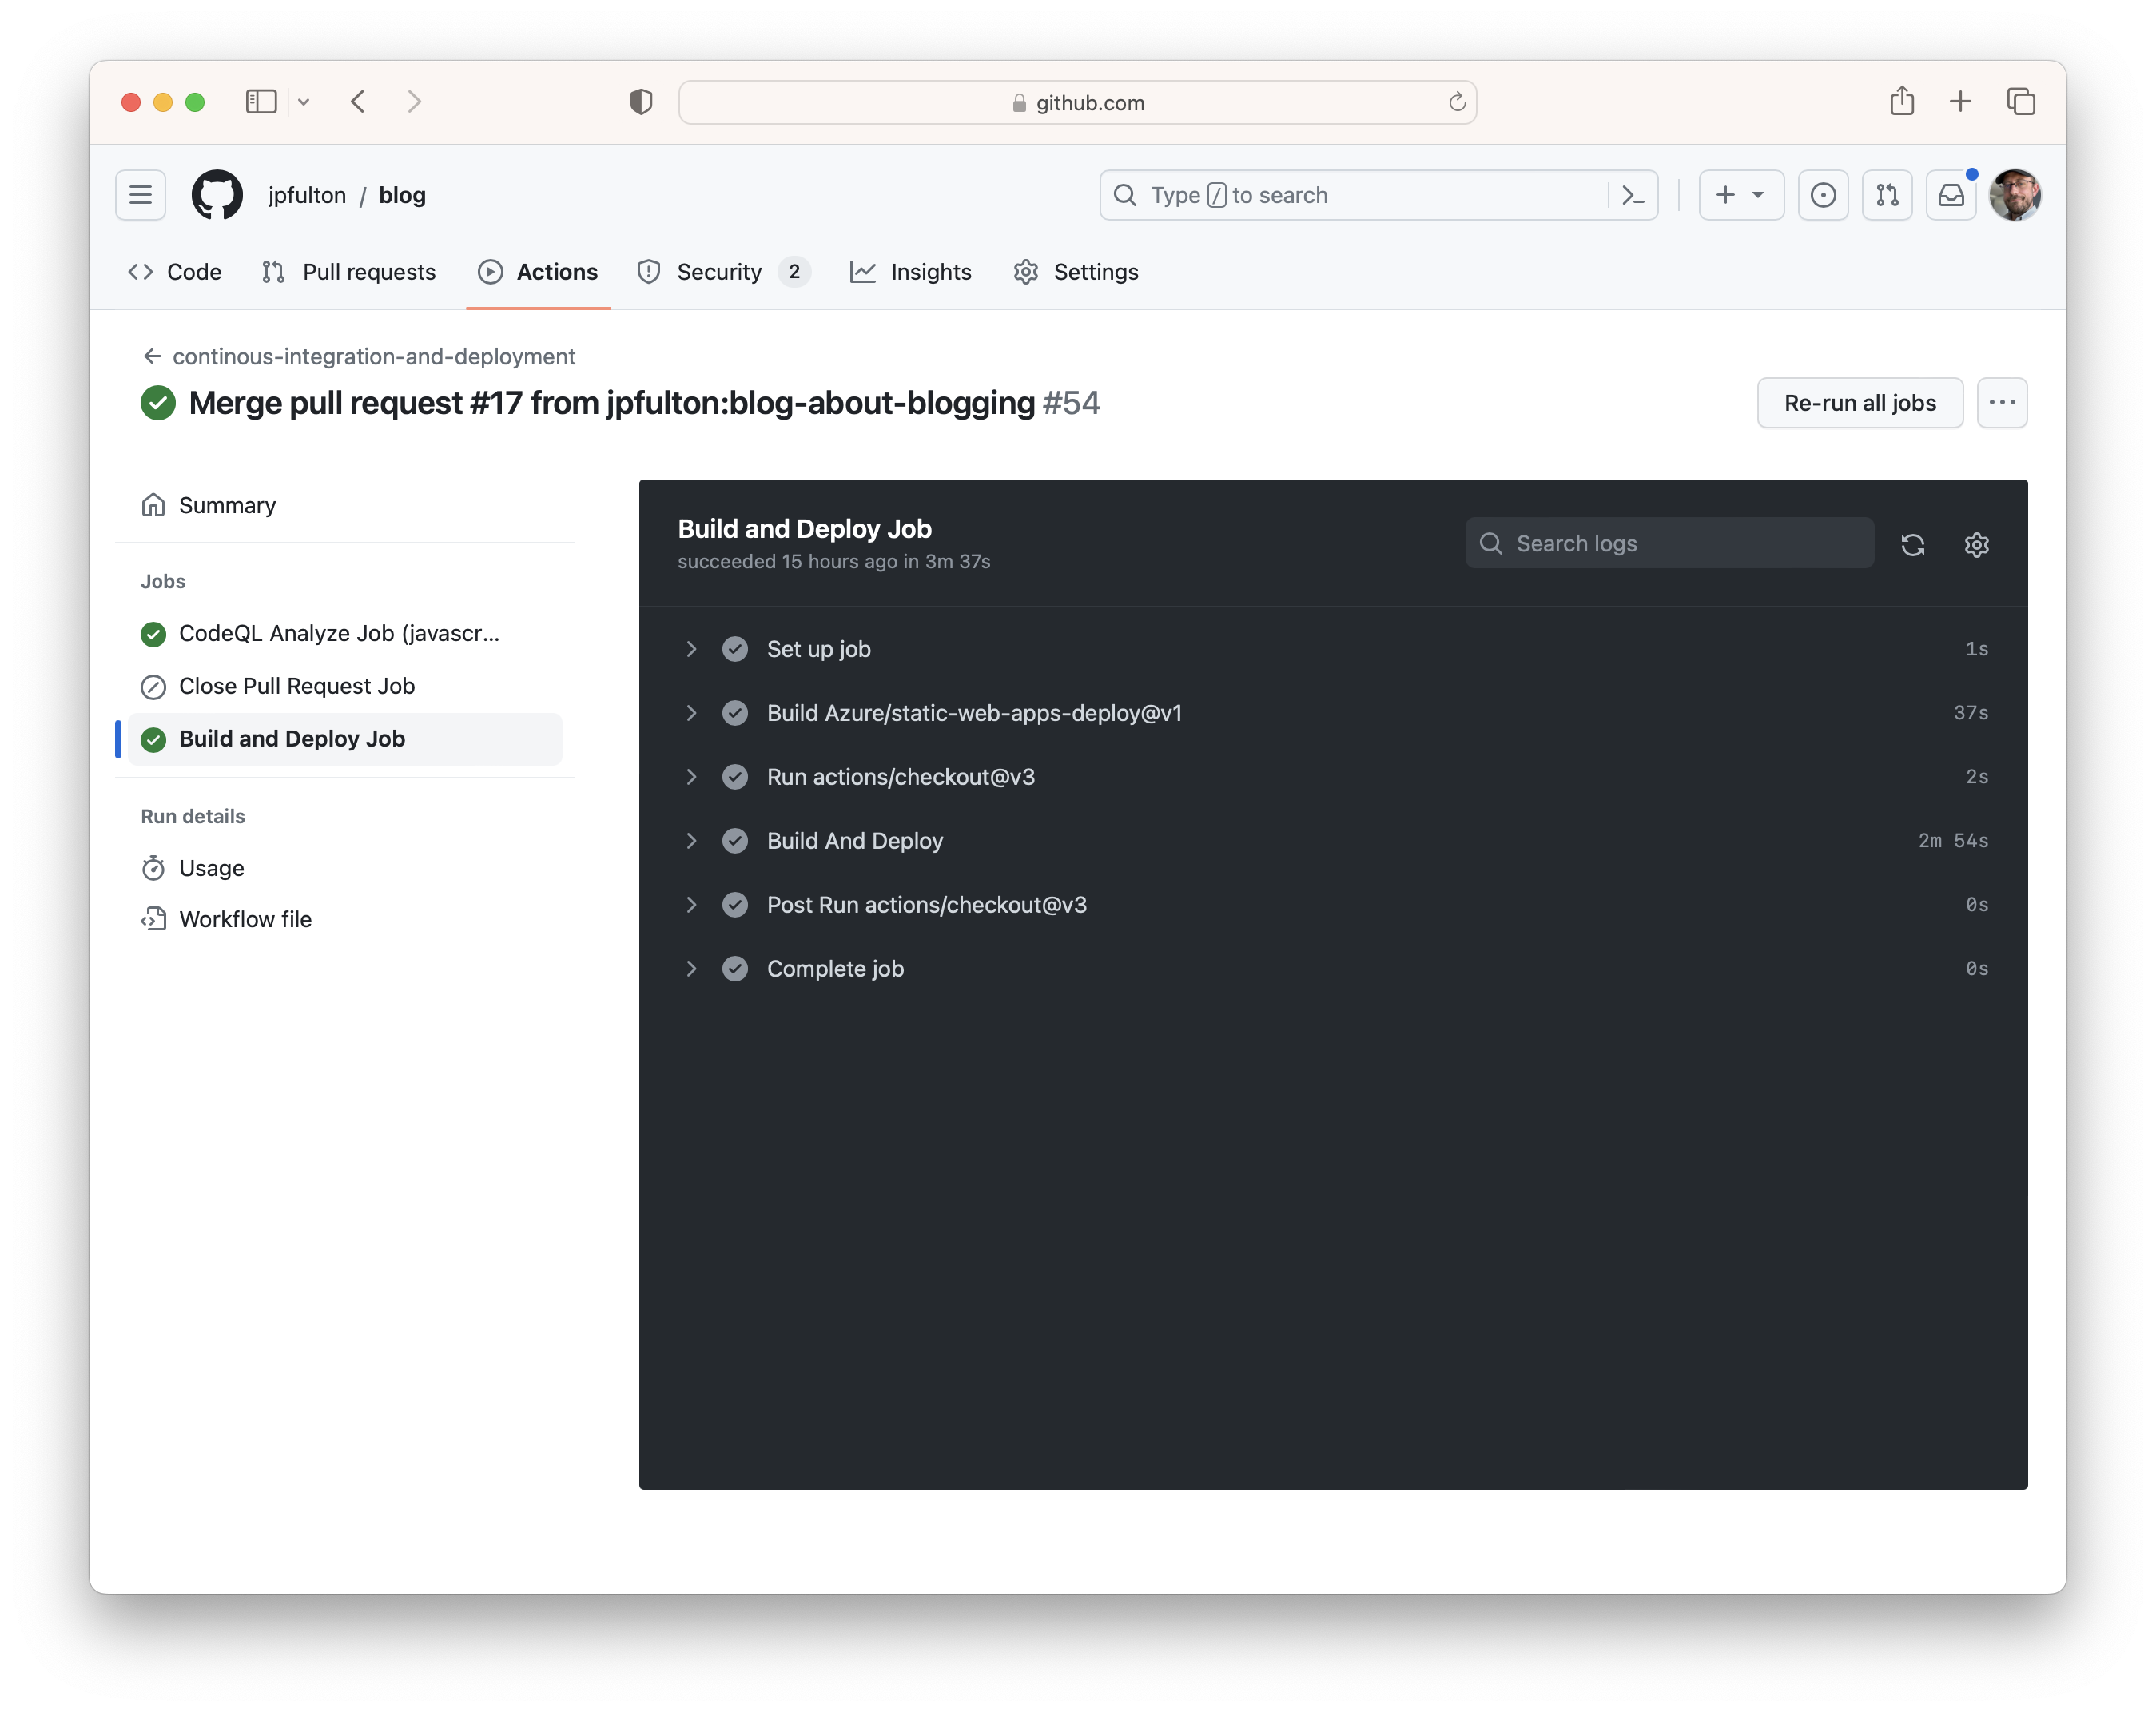 github.com
jpfulton / blog
Type / to search
Code
Pull requests
Actions
Security 2
Insights
Settings
continous-integration-and-deployment
Merge pull request #17 from jpfulton:blog-about-blogging #54
Re-run all jobs
Summary
Jobs
CodeQL Analyze Job (javascr...
Close Pull Request Job
Build and Deploy Job
Run details
Usage
Workflow file
Build and Deploy Job
succeeded 15 hours ago in 3m 37s
Search logs
Set up job 1s
Build Azure/static-web-apps-deploy@v1 37s
Run actions/checkout@v3 2s
Build And Deploy 2m 54s
Post Run actions/checkout@v3 0s
Complete job 0s